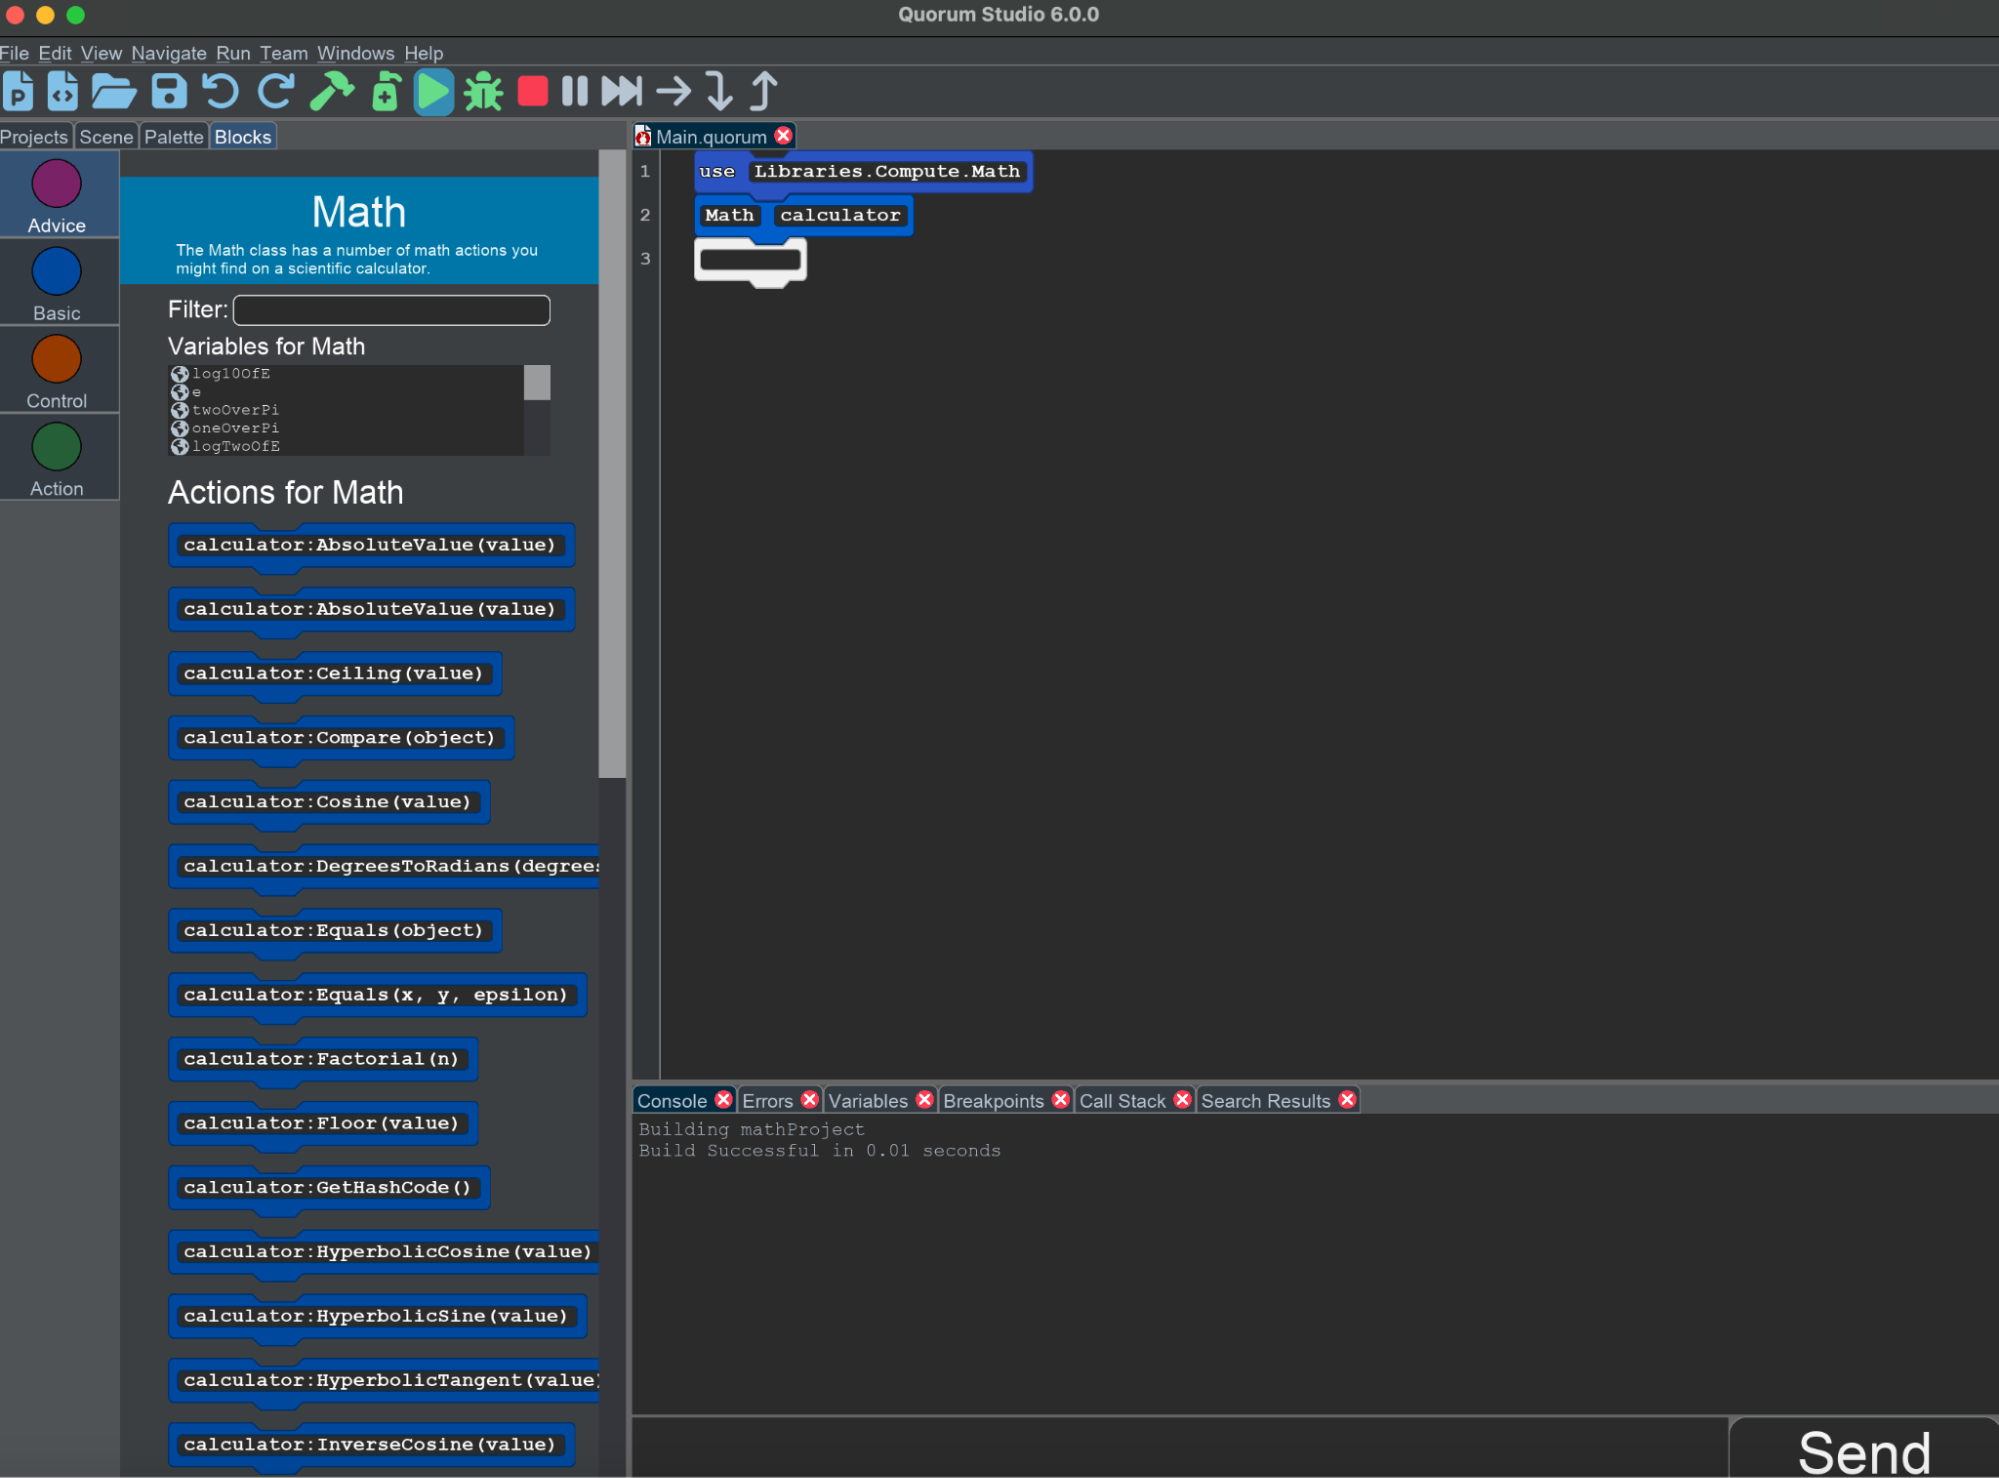 Quorum Studio 6.0.0
File Edit View Navigate Run Team Windows Help
Projects Scene Palette Blocks
Advice
Basic
Control
Action
Math
The Math class has a number of math actions you
might find on a scientific calculator.
Filter:
Variables for Math
log10OfE
e
twoOverPi
oneOverPi
logTwoOfE
Actions for Math
calculator:AbsoluteValue(value)
calculator:AbsoluteValue(value)
calculator:Ceiling(value)
calculator:Compare(object)
calculator:Cosine(value)
calculator:DegreesToRadians(degrees
calculator:Equals(object)
calculator:Equals(x, y, epsilon)
calculator:Factorial(n)
calculator:Floor(value)
calculator:GetHashCode()
calculator:HyperbolicCosine(value)
calculator:HyperbolicSine(value)
calculator:HyperbolicTangent(value)
calculator:InverseCosine(value)
Main.quorum
1 use Libraries.Compute.Math
2 Math calculator
3
Console Errors Variables Breakpoints Call Stack Search Results
Building mathProject
Build Successful in 0.01 seconds
Send